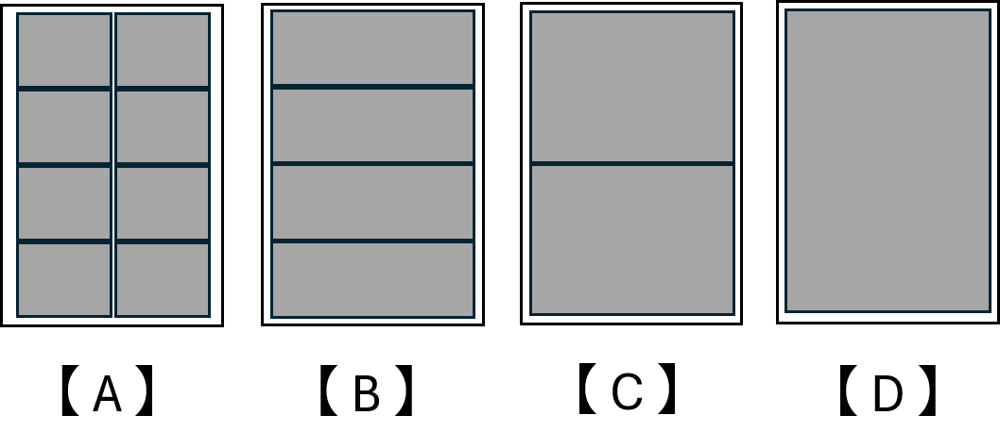 【 A 】 【 B 】 【 C 】 【 D 】